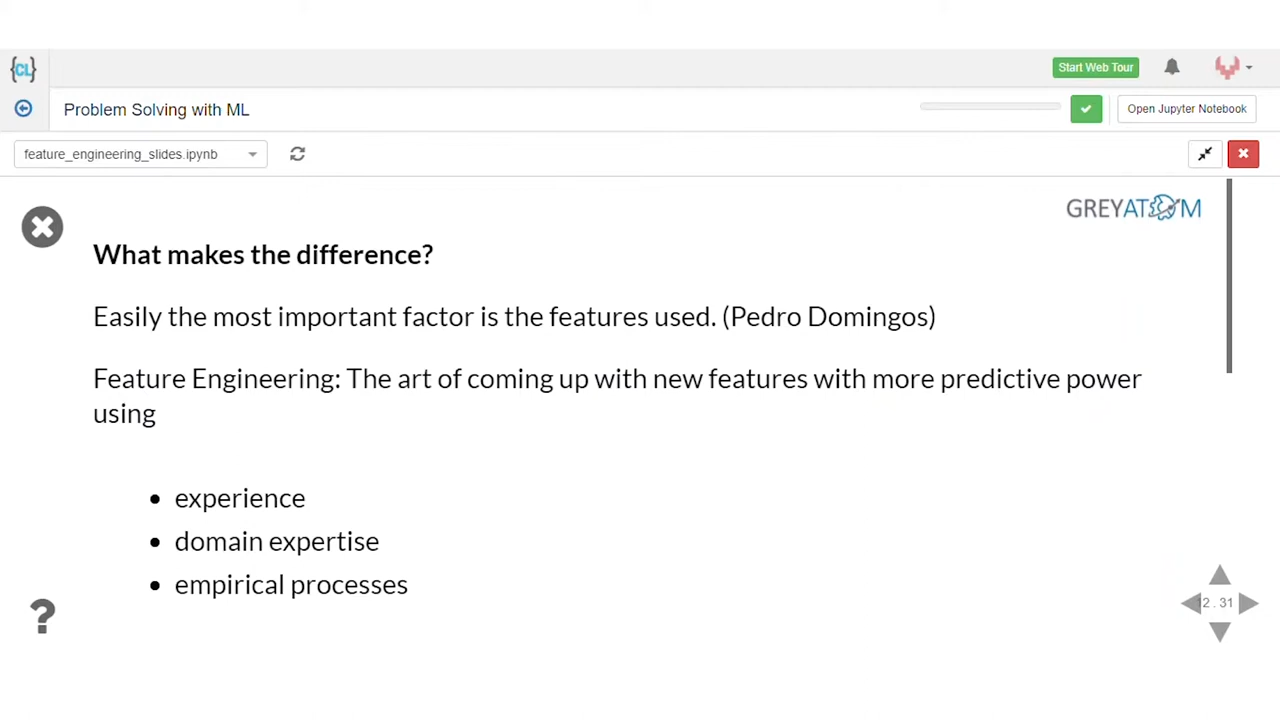 {CL}
Start Web Tour
Problem Solving with ML
Open Jupyter Notebook
feature_engineering_slides.ipynb
GREYATOM
What makes the difference?
Easily the most important factor is the features used. (Pedro Domingos)
Feature Engineering: The art of coming up with new features with more predictive power
using
• experience
• domain expertise
• empirical processes
?
12 . 31